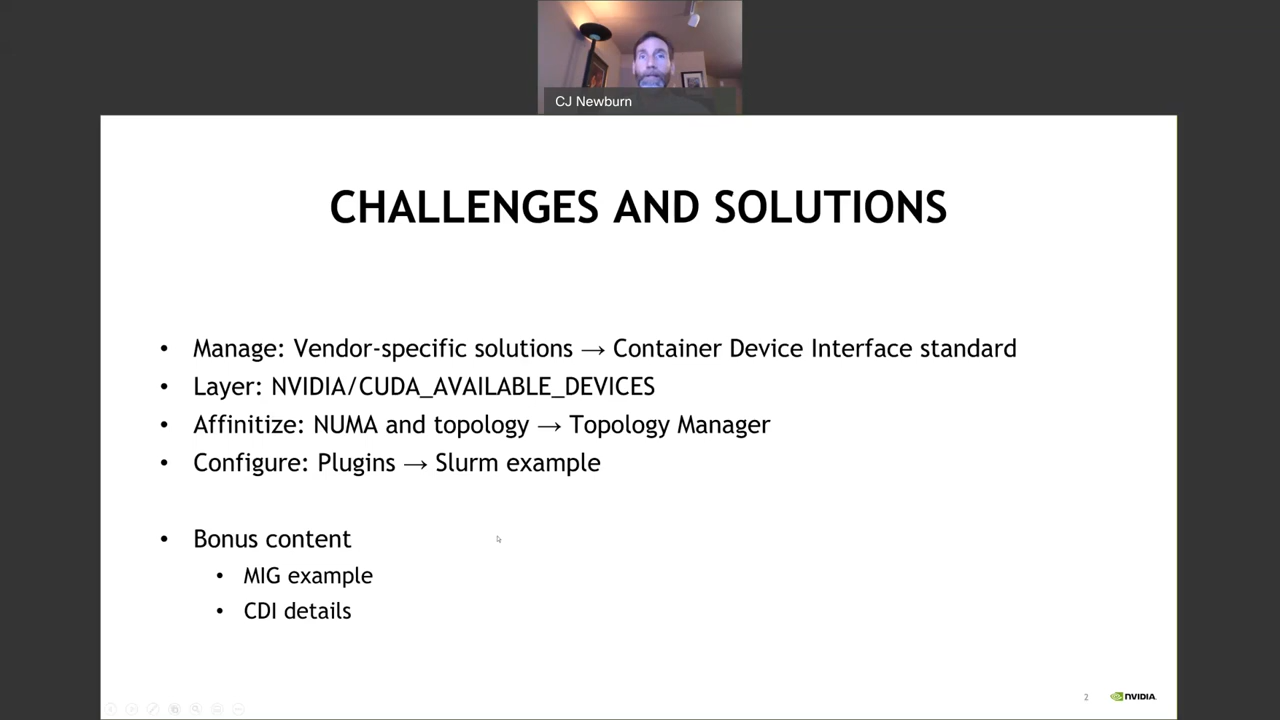 CJ Newburn
CHALLENGES AND SOLUTIONS
• Manage: Vendor-specific solutions → Container Device Interface standard
• Layer: NVIDIA/CUDA_AVAILABLE_DEVICES
• Affinitize: NUMA and topology → Topology Manager
• Configure: Plugins → Slurm example
• Bonus content
• MIG example
• CDI details
2 NVIDIA.